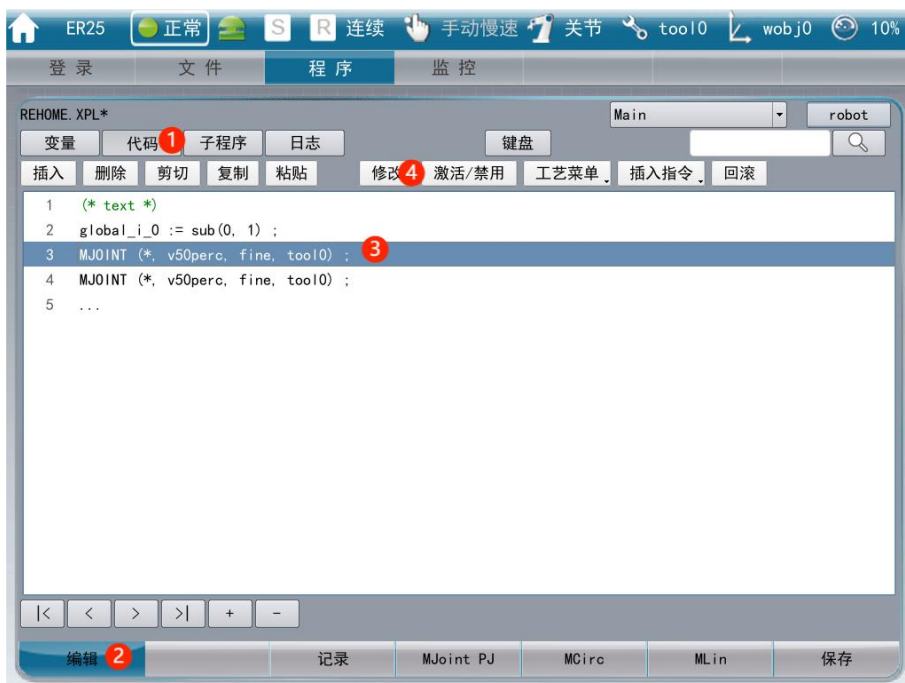 ER25 正常 S R 连续 手动慢速 关节 tool0 wobj0 10%
登录 文件 程序 监控
REHOME.XPL* Main robot
变量 代码 1 子程序 日志 键盘
插入 删除 剪切 复制 粘贴 修改 4 激活/禁用 工艺菜单 插入指令 回滚
1 (* text *)
2 global_i_0 := sub(0, 1) ;
3 MJOINT (*, v50perc, fine, tool0) ; 3
4 MJOINT (*, v50perc, fine, tool0) ;
5 ...
|< < > >| + -
编辑 2 记录 MJoint PJ MCirc MLin 保存